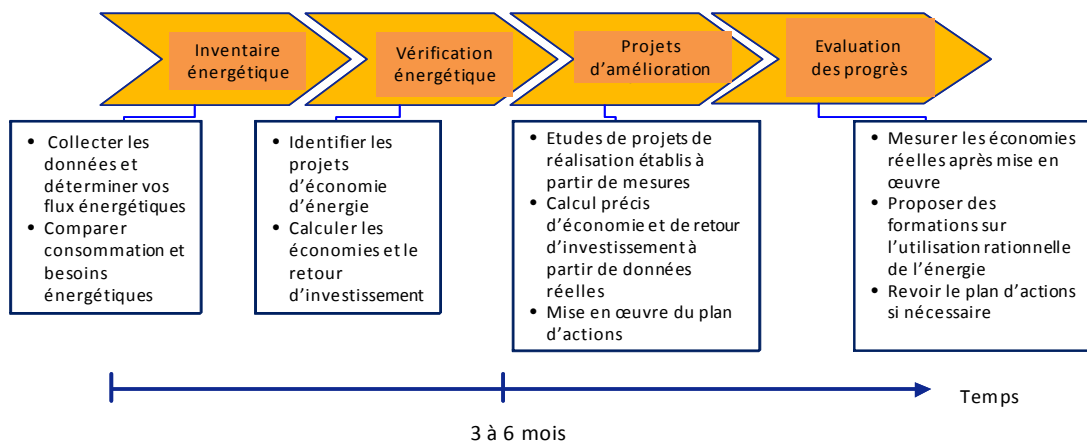 Inventaire
énergétique
Vérification
énergétique
Projets
d’amélioration
Evaluation
des progrès
• Collecter les
données et
déterminer vos
flux énergétiques
• Comparer
consommation et
besoins
énergétiques
• Identifier les
projets
d’économie
d’énergie
• Calculer les
économies et le
retour
d’investissement
• Etudes de projets de
réalisation établis à
partir de mesures
• Calcul précis
d’économie et de retour
d’investissement à
partir de données
réelles
• Mise en œuvre du plan
d’actions
• Mesurer les économies
réelles après mise en
œuvre
• Proposer des
formations sur
l’utilisation rationnelle
de l’énergie
• Revoir le plan d’actions
si nécessaire
Temps
3 à 6 mois